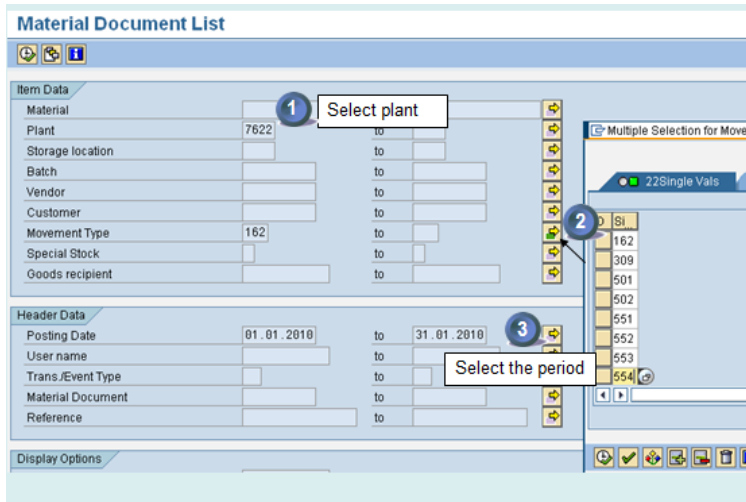 Material Document List
Item Data
Material
1 Select plant
Plant 7622 to
Storage location to
Batch to
Vendor to
Customer to
Movement Type 162 to
Special Stock to
Goods recipient to
Multiple Selection for Move
22Single Vals
2
O Si...
162
309
501
502
551
552
553
554
Header Data
Posting Date 01.01.2010 to 31.01.2010 3
User name to
Select the period
Trans./Event Type to
Material Document to
Reference to
Display Options